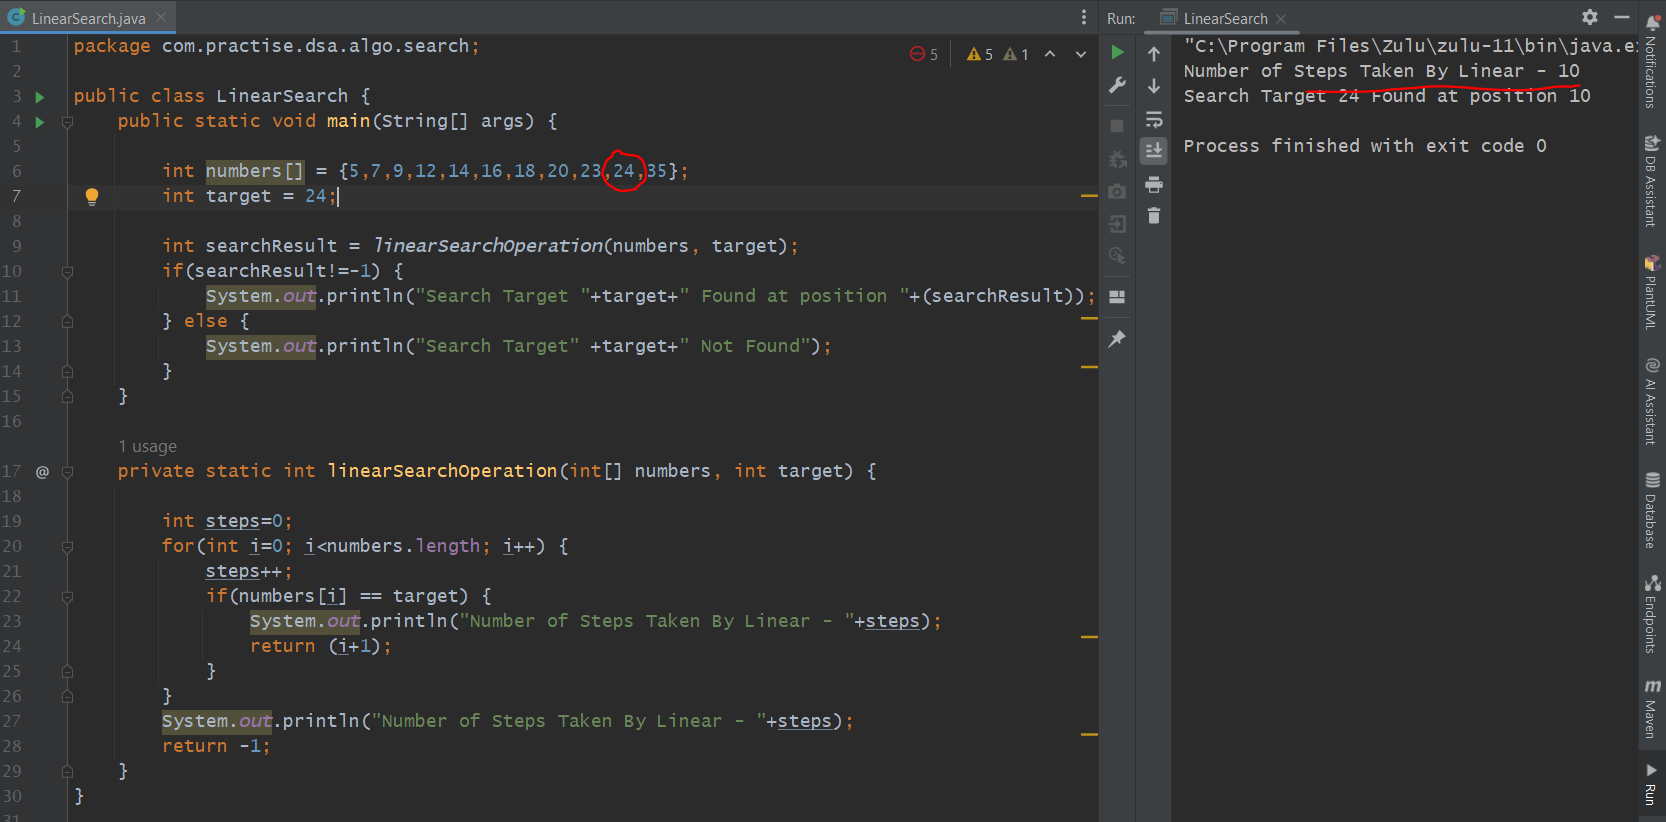 LinearSearch.java
Run:
LinearSearch
5
5
1
1 package com.practise.dsa.algo.search;
2
3 public class LinearSearch {
4 public static void main(String[] args) {
5
6 int numbers[] = {5,7,9,12,14,16,18,20,23,24,35};
7 int target = 24;
8
9 int searchResult = linearSearchOperation(numbers, target);
10 if(searchResult!=-1) {
11 System.out.println("Search Target "+target+" Found at position "+(searchResult));
12 } else {
13 System.out.println("Search Target" +target+" Not Found");
14 }
15 }
16
1 usage
17 @ private static int linearSearchOperation(int[] numbers, int target) {
18
19 int steps=0;
20 for(int i=0; i<numbers.length; i++) {
21 steps++;
22 if(numbers[i] == target) {
23 System.out.println("Number of Steps Taken By Linear - "+steps);
24 return (i+1);
25 }
26 }
27 System.out.println("Number of Steps Taken By Linear - "+steps);
28 return -1;
29 }
30 }
31
"C:\Program Files\Zulu\zulu-11\bin\java.e
Number of Steps Taken By Linear - 10
Search Target 24 Found at position 10
Process finished with exit code 0
Notifications
DB Assistant
PlantUML
AI Assistant
Database
Endpoints
m Maven
Run